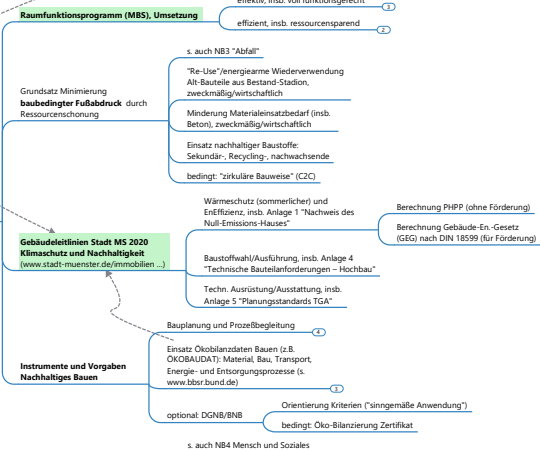 effektiv, insb. voll funktionsgerecht
3
Raumfunktionsprogramm (MBS), Umsetzung
effizient, insb. ressourcensparend
2
s. auch NB3 "Abfall"
"Re-Use"/energiearme Wiederverwendung
Alt-Bauteile aus Bestand-Stadion,
zweckmäßig/wirtschaftlich
Grundsatz Minimierung
baubedingter Fußabdruck durch
Ressourcenschonung
Minderung Materialeinsatzbedarf (insb.
Beton), zweckmäßig/wirtschaftlich
Einsatz nachhaltiger Baustoffe:
Sekundär-, Recycling-, nachwachsende
bedingt: "zirkuläre Bauweise" (C2C)
Wärmeschutz (sommerlicher) und
EnEffizienz, insb. Anlage 1 "Nachweis des
Null-Emissions-Hauses"
Berechnung PHPP (ohne Förderung)
Berechnung Gebäude-En.-Gesetz
(GEG) nach DIN 18599 (für Förderung)
Gebäudeleitlinien Stadt MS 2020
Klimaschutz und Nachhaltigkeit
(www.stadt-muenster.de/immobilien ...)
Baustoffwahl/Ausführung, insb. Anlage 4
"Technische Bauteilanforderungen – Hochbau"
Techn. Ausrüstung/Ausstattung, insb.
Anlage 5 "Planungsstandards TGA"
Bauplanung und Prozeßbegleitung
4
Einsatz Ökobilanzdaten Bauen (z.B.
ÖKOBAUDAT): Material, Bau, Transport,
Energie- und Entsorgungsprozesse (s.
www.bbsr.bund.de)
3
Instrumente und Vorgaben
Nachhaltiges Bauen
optional: DGNB/BNB
Orientierung Kriterien ("sinngemäße Anwendung")
bedingt: Öko-Bilanzierung Zertifikat
s. auch NB4 Mensch und Soziales